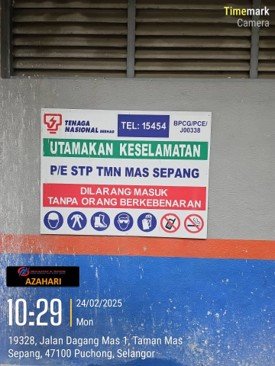 Timemark
Camera
TENAGA
NASIONAL BERHAD
TEL: 15454
BPCG/PCE/
J00338
UTAMAKAN KESELAMATAN
P/E STP TMN MAS SEPANG
DILARANG MASUK
TANPA ORANG BERKEBENARAN
AZAHARI
10:29
24/02/2025
Mon
19328, Jalan Dagang Mas 1, Taman Mas
Sepang, 47100 Puchong, Selangor